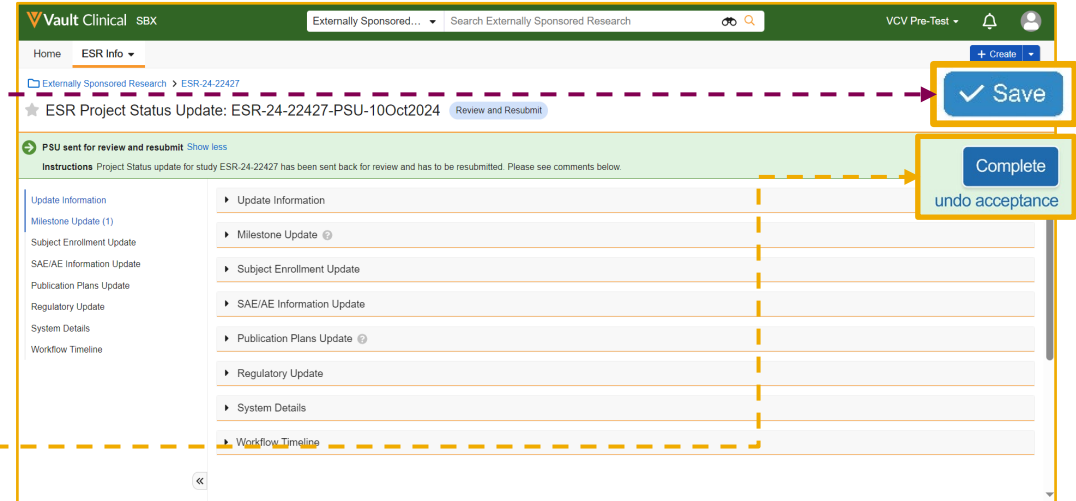 Vault Clinical SBX
Externally Sponsored... Search Externally Sponsored Research
VCV Pre-Test
Home ESR Info
+ Create
Externally Sponsored Research > ESR-24-22427
ESR Project Status Update: ESR-24-22427-PSU-10Oct2024 Review and Resubmit
Save
PSU sent for review and resubmit Show less
Instructions Project Status update for study ESR-24-22427 has been sent back for review and has to be resubmitted. Please see comments below.
Complete
undo acceptance
Update Information
Milestone Update (1)
Subject Enrollment Update
SAE/AE Information Update
Publication Plans Update
Regulatory Update
System Details
Workflow Timeline
Update Information
Milestone Update
Subject Enrollment Update
SAE/AE Information Update
Publication Plans Update
Regulatory Update
System Details
Workflow Timeline